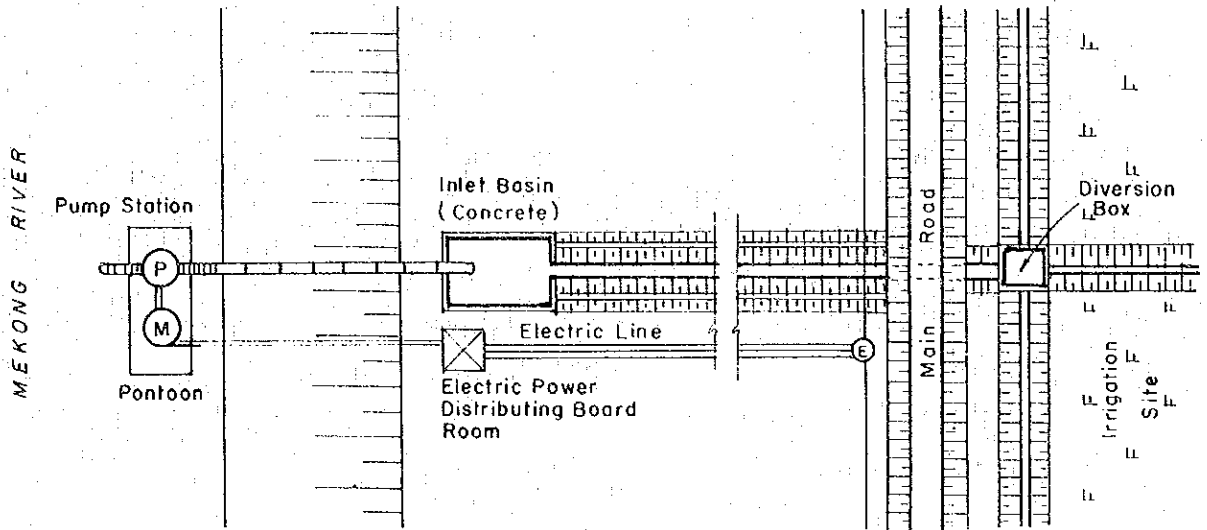 MEKONG RIVER
Pump Station
P
M
Pontoon
Inlet Basin
(Concrete)
Electric Line
Electric Power
Distributing Board
Room
E
Main Road
Diversion
Box
Irrigation
Site